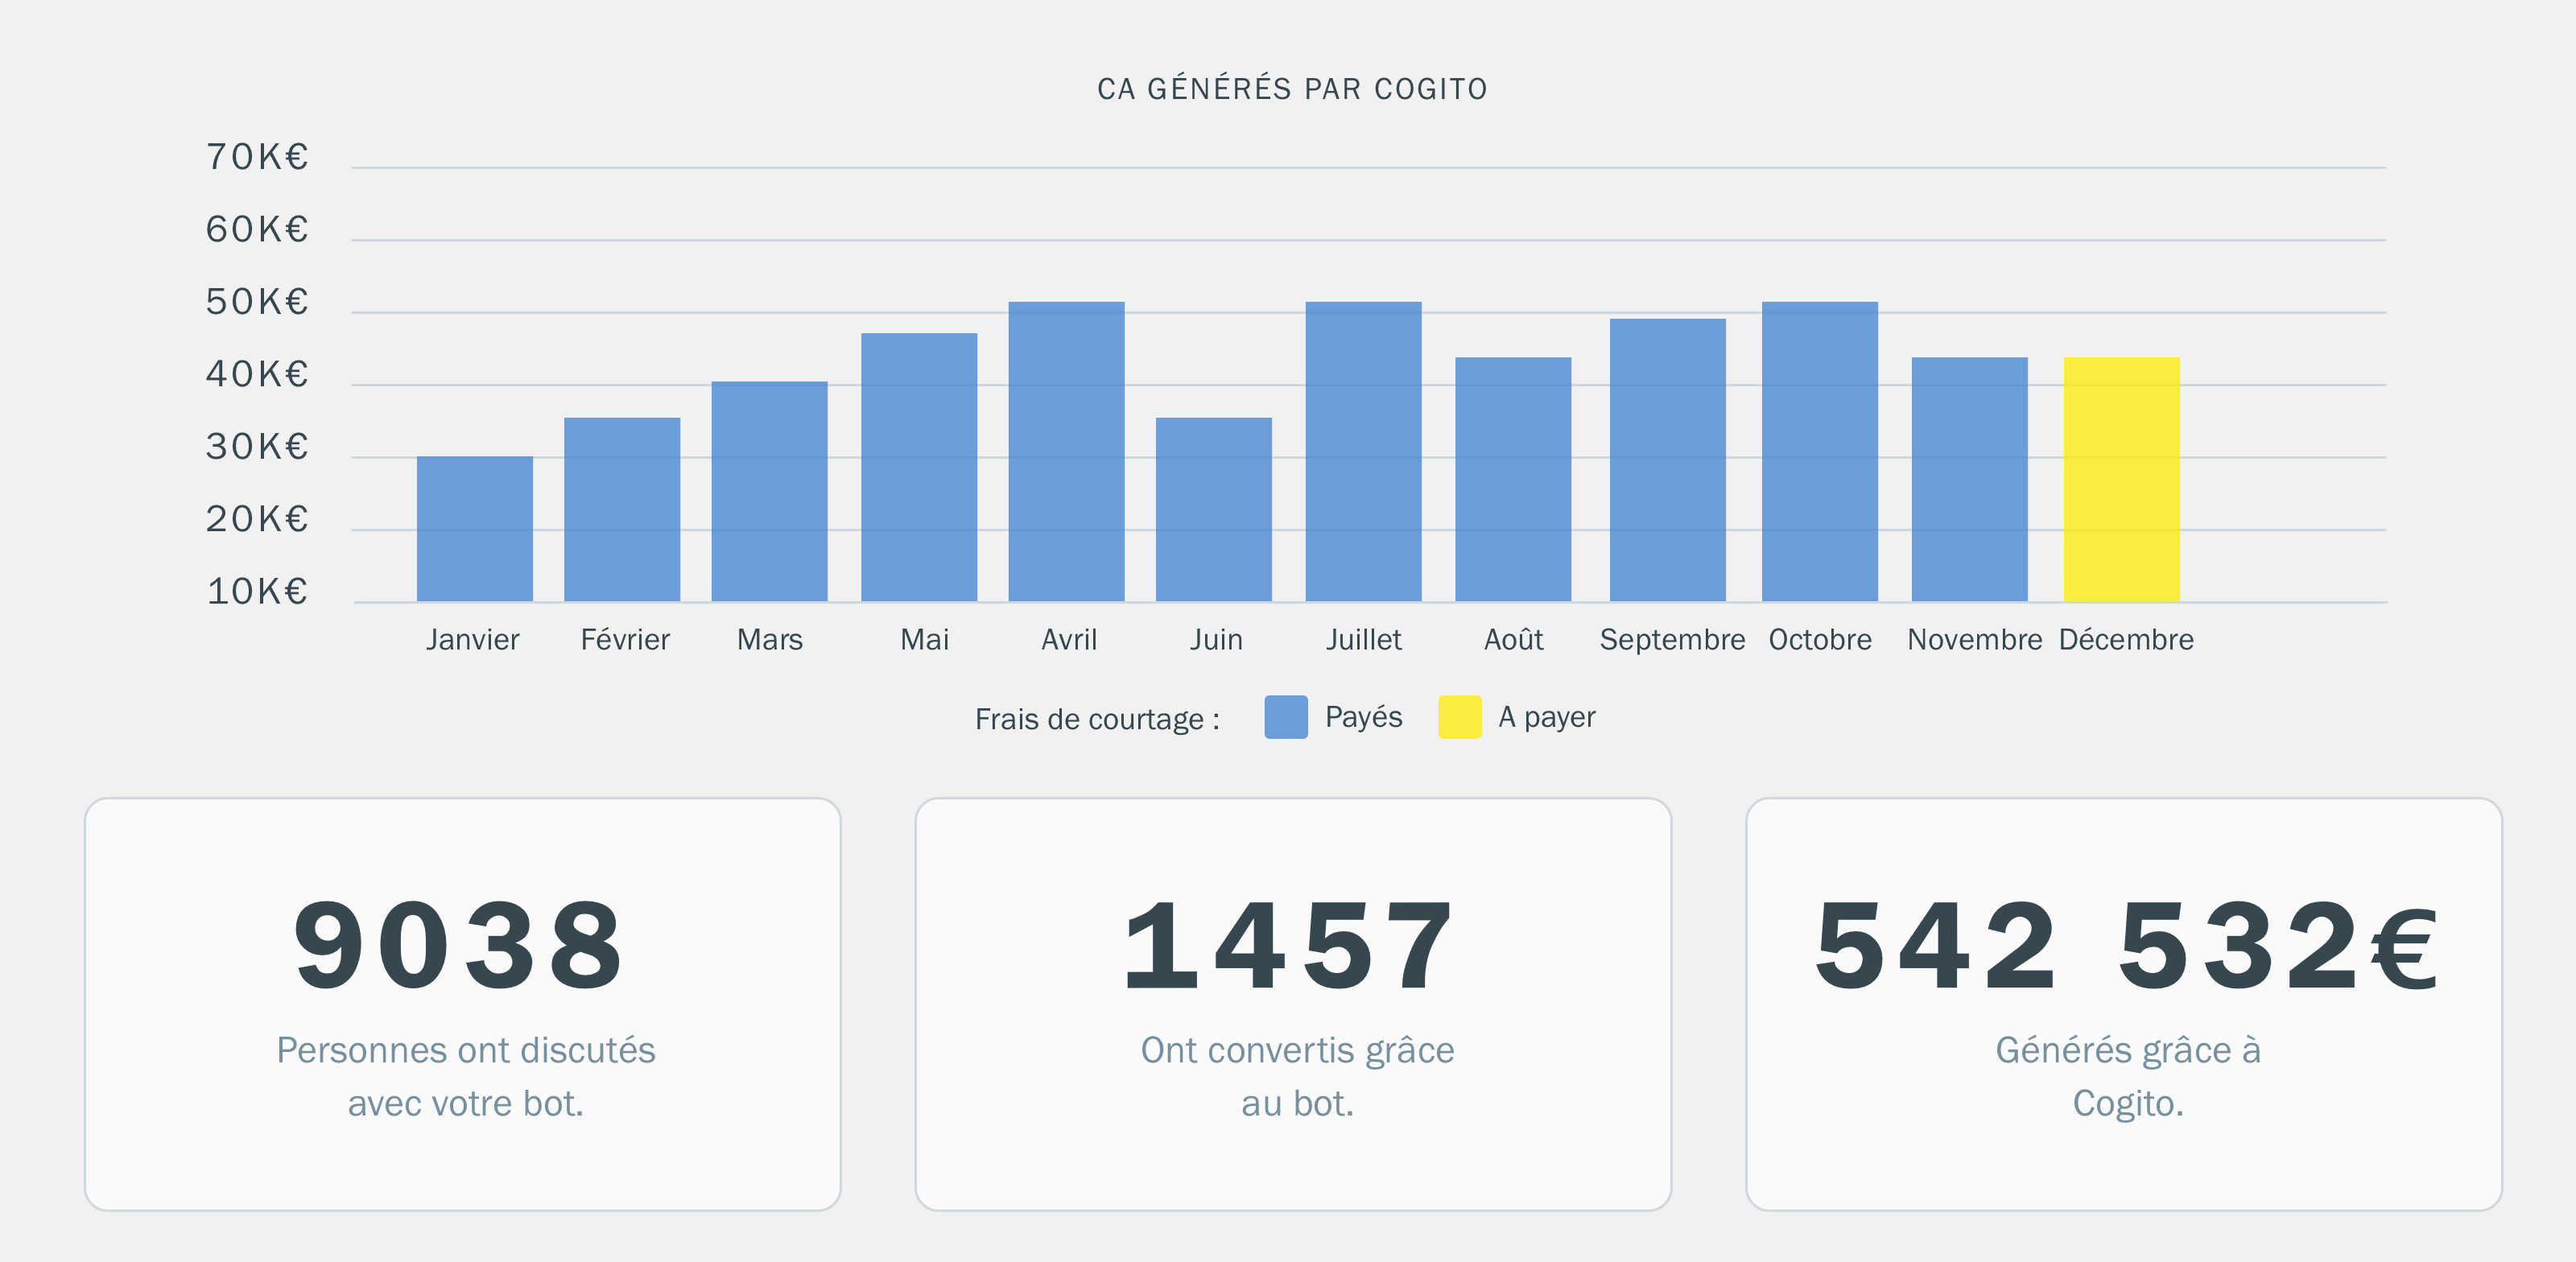 CA GÉNÉRÉS PAR COGITO
70K€
60K€
50K€
40K€
30K€
20K€
10K€
Janvier Février Mars Mai Avril Juin Juillet Août Septembre Octobre Novembre Décembre
Frais de courtage : Payés A payer
9038
Personnes ont discutés
avec votre bot.
1457
Ont convertis grâce
au bot.
542 532€
Générés grâce à
Cogito.